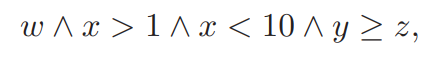 w ∧ x > 1 ∧ x < 10 ∧ y ≥ z,